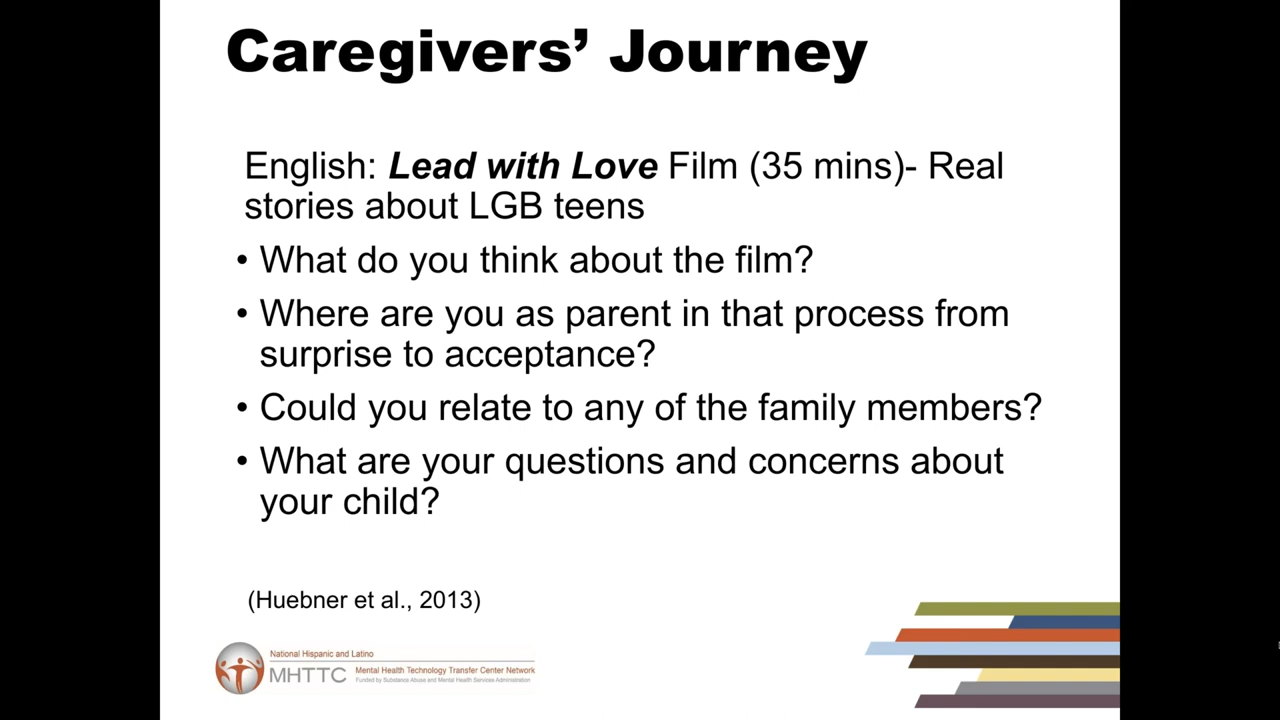 Caregivers’ Journey
English: Lead with Love Film (35 mins)- Real
stories about LGB teens
• What do you think about the film?
• Where are you as parent in that process from
surprise to acceptance?
• Could you relate to any of the family members?
• What are your questions and concerns about
your child?
(Huebner et al., 2013)
National Hispanic and Latino
MHTTC
Mental Health Technology Transfer Center Network
Funded by Substance Abuse and Mental Health Services Administration